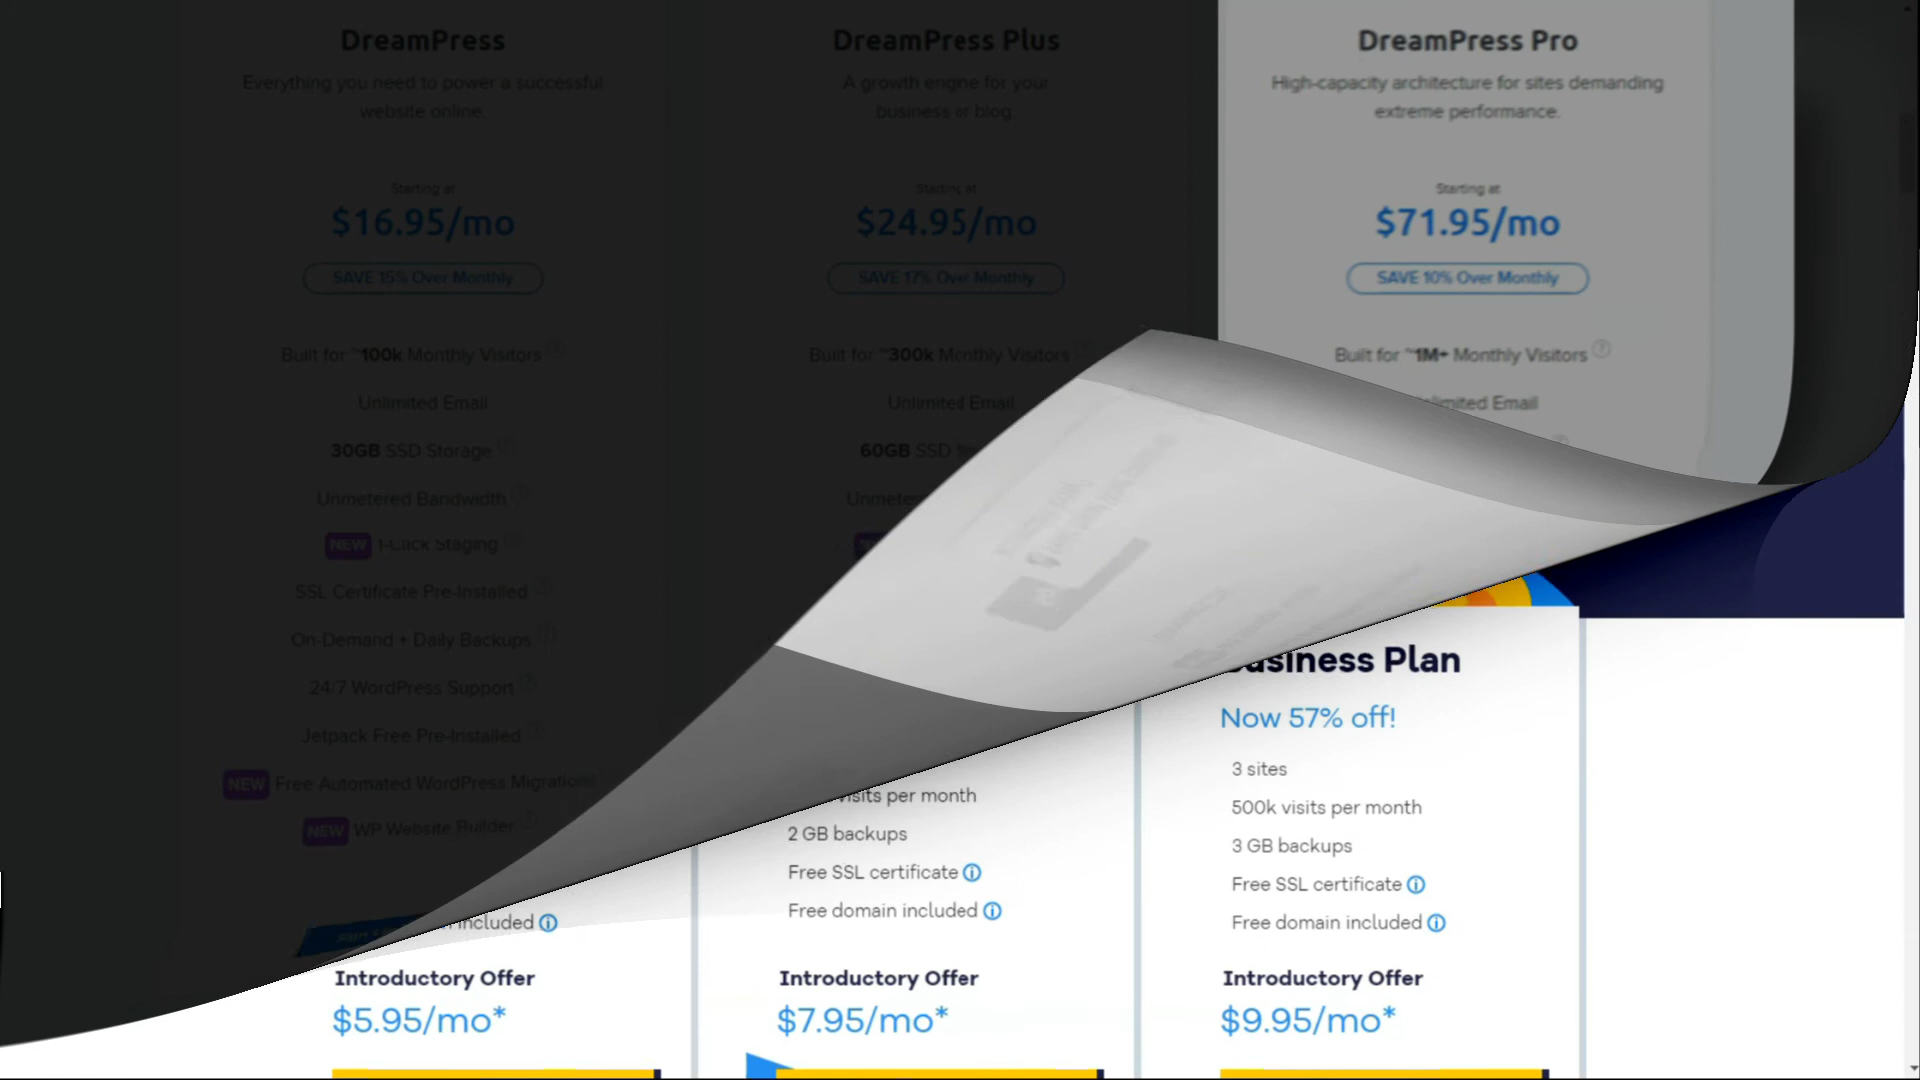 DreamPress
Everything you need to power a successful
website online.
Starting at
$16.95/mo
SAVE 15% Over Monthly
Built for ~100k Monthly Visitors
Unlimited Email
30GB SSD Storage
Unmetered Bandwidth
NEW 1-Click Staging
SSL Certificate Pre-Installed
On-Demand + Daily Backups
24/7 WordPress Support
Jetpack Free Pre-Installed
NEW Free Automated WordPress Migrations
NEW WP Website Builder
DreamPress Plus
A growth engine for your
business or blog.
Starting at
$24.95/mo
SAVE 17% Over Monthly
Built for ~300k Monthly Visitors
Unlimited Email
60GB SSD
DreamPress Pro
High-capacity architecture for sites demanding
extreme performance.
Starting at
$71.95/mo
SAVE 10% Over Monthly
Built for ~1M+ Monthly Visitors
Email
included
Introductory Offer
$5.95/mo*
visits per month
2 GB backups
Free SSL certificate
Free domain included
Introductory Offer
$7.95/mo*
Business Plan
Now 57% off!
3 sites
500k visits per month
3 GB backups
Free SSL certificate
Free domain included
Introductory Offer
$9.95/mo*